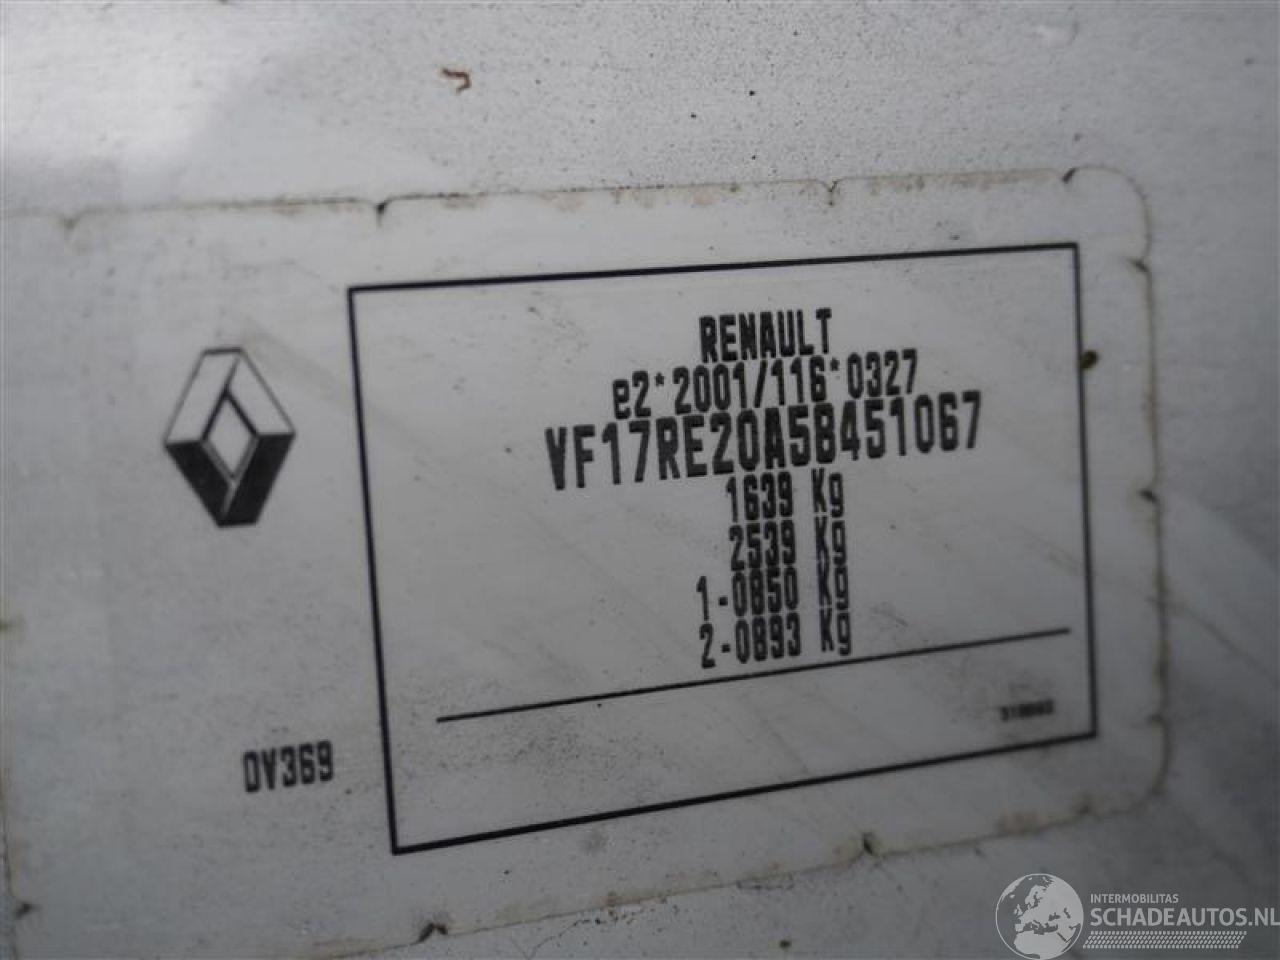 RENAULT
e2*2001/116*0327
VF17RE20A5B451067
1639 Kg
2539 Kg
1-0850 Kg
2-0893 Kg
DV369
INTERMOBILITAS
SCHADEAUTOS.NL